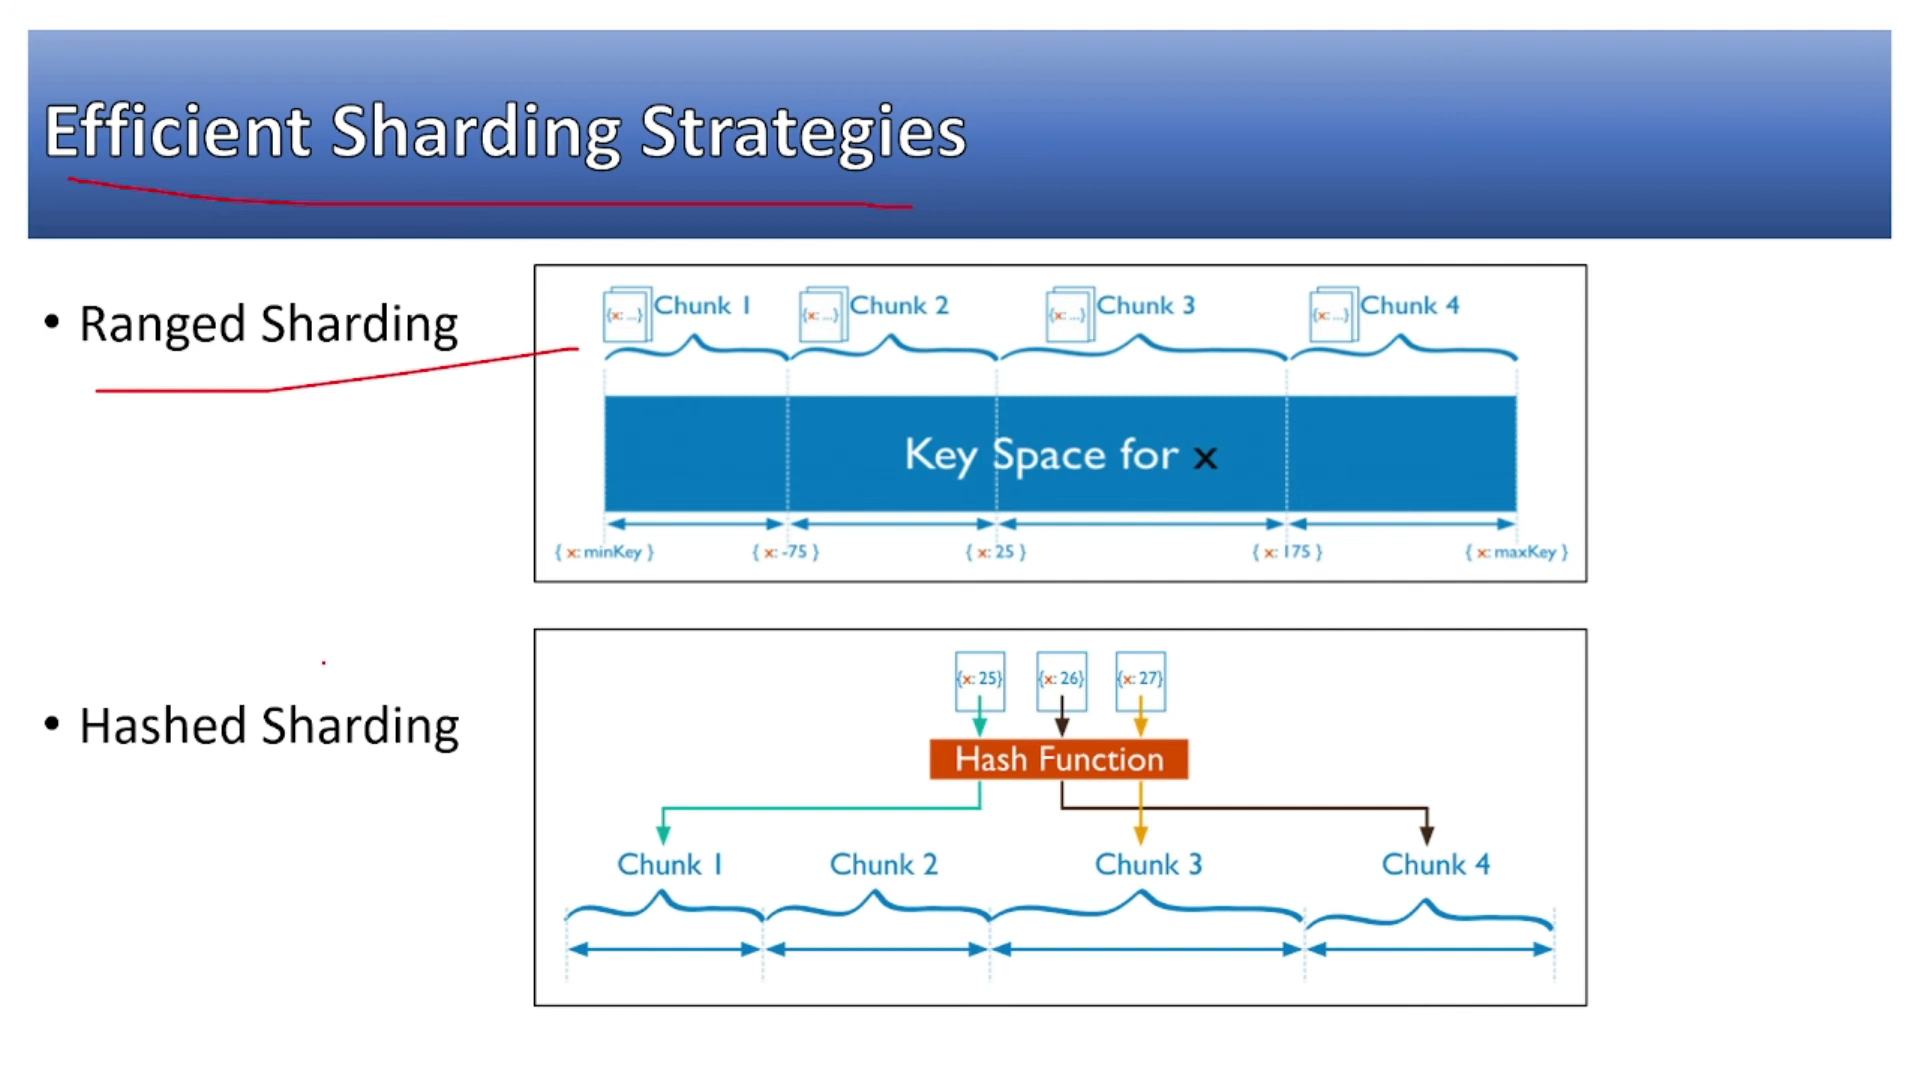 Efficient Sharding Strategies
• Ranged Sharding
{x: ...} Chunk 1 {x: ...} Chunk 2 {x: ...} Chunk 3 {x: ...} Chunk 4
Key Space for x
{ x: minKey } { x: -75 } { x: 25 } { x: 175 } { x: maxKey }
• Hashed Sharding
{x: 25} {x: 26} {x: 27}
Hash Function
Chunk 1 Chunk 2 Chunk 3 Chunk 4